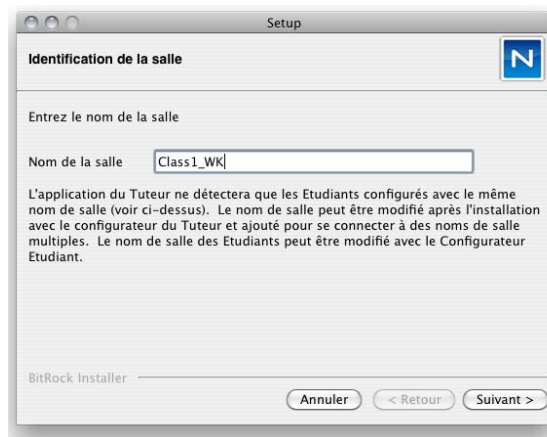 Setup
Identification de la salle
N
Entrez le nom de la salle
Nom de la salle Class1_WK
L'application du Tuteur ne détectera que les Etudiants configurés avec le même
nom de salle (voir ci-dessus). Le nom de salle peut être modifié après l'installation
avec le configurateur du Tuteur et ajouté pour se connecter à des noms de salle
multiples. Le nom de salle des Etudiants peut être modifié avec le Configurateur
Etudiant.
BitRock Installer
Annuler < Retour Suivant >